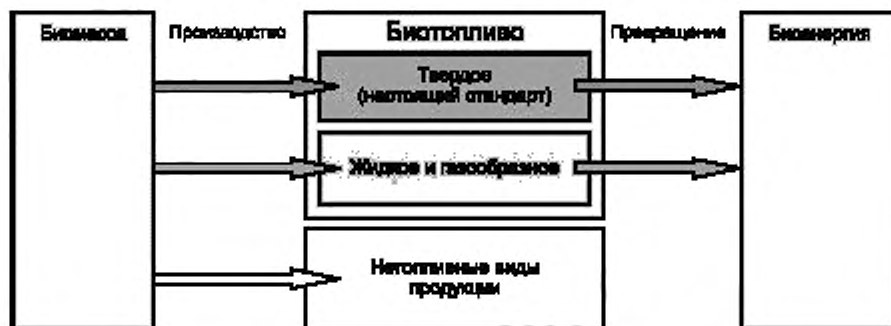 Биомасса
Производство
Биотопливо
Превращение
Биоэнергия
Твердое
(настоящий стандарт)
Жидкое и газообразное
Нетопливные виды
продукции